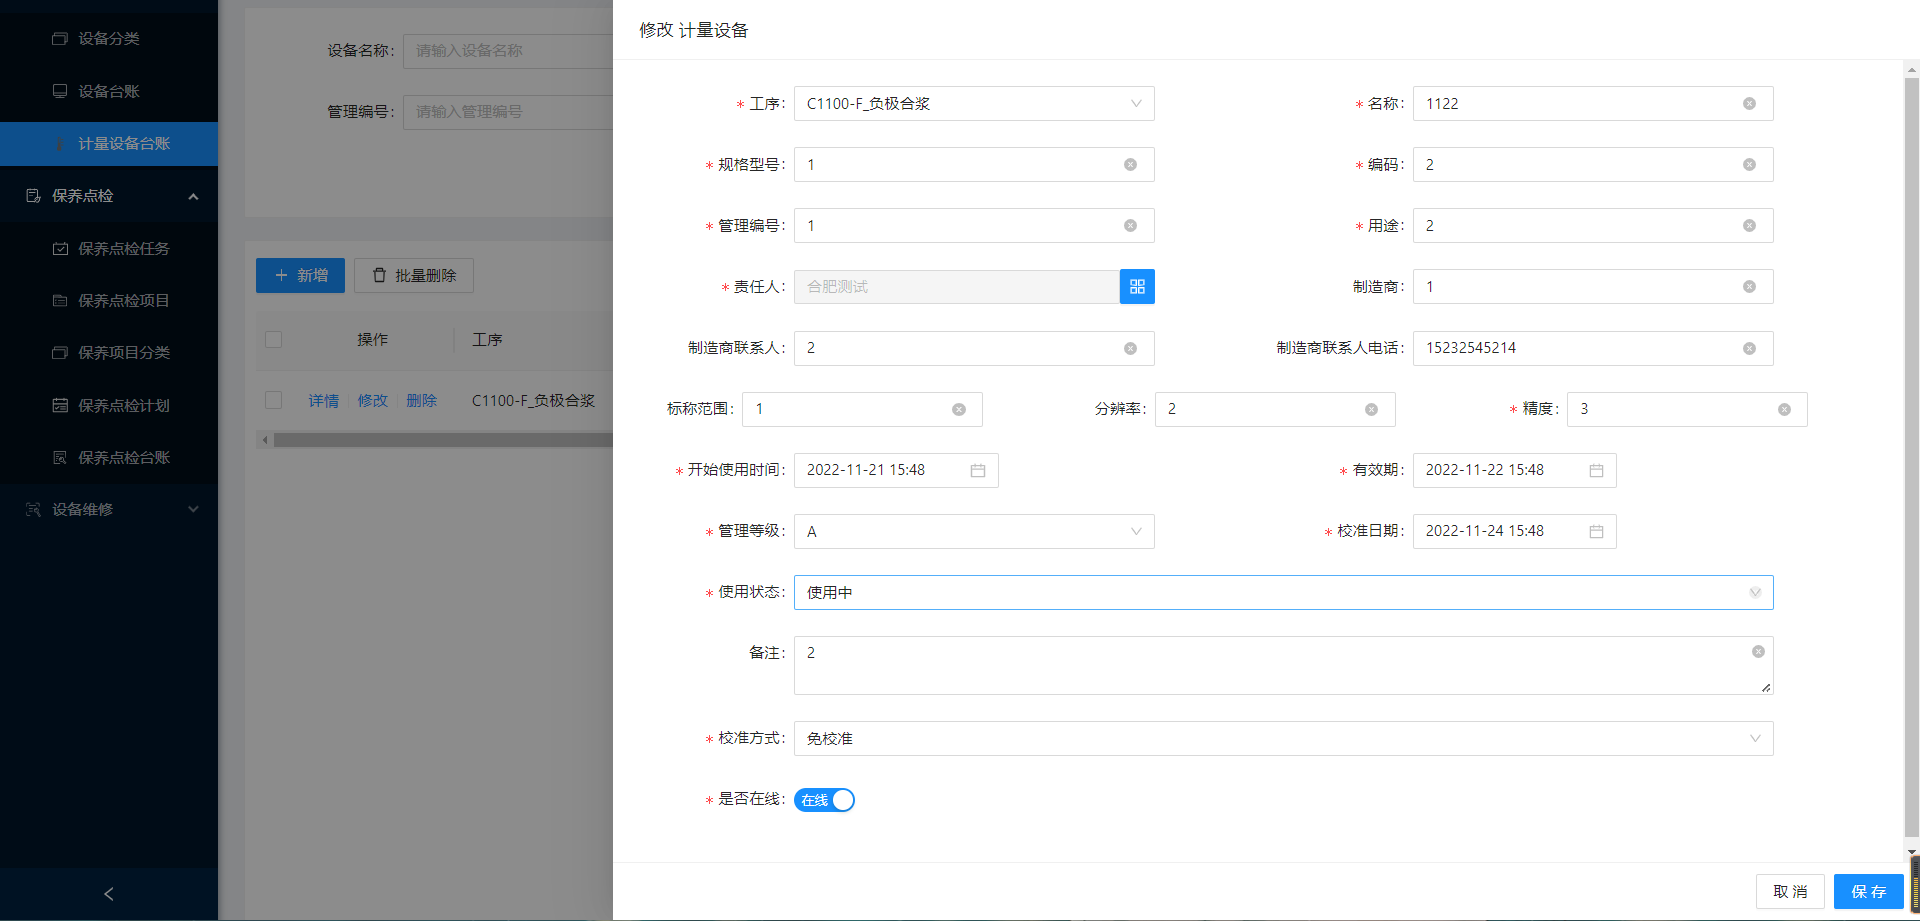 设备分类
设备台账
计量设备台账
保养点检
保养点检任务
保养点检项目
保养项目分类
保养点检计划
保养点检台账
设备维修
设备名称: 请输入设备名称
管理编号: 请输入管理编号
新增 批量删除
操作 工序
详情 修改 删除 C1100-F_负极合浆
修改 计量设备
* 工序: C1100-F_负极合浆 * 名称: 1122
* 规格型号: 1 * 编码: 2
* 管理编号: 1 * 用途: 2
* 责任人: 合肥测试 制造商: 1
制造商联系人: 2 制造商联系人电话: 15232545214
标称范围: 1 分辨率: 2 * 精度: 3
* 开始使用时间: 2022-11-21 15:48 * 有效期: 2022-11-22 15:48
* 管理等级: A * 校准日期: 2022-11-24 15:48
* 使用状态: 使用中
备注: 2
* 校准方式: 免校准
* 是否在线: 在线
取 消 保 存